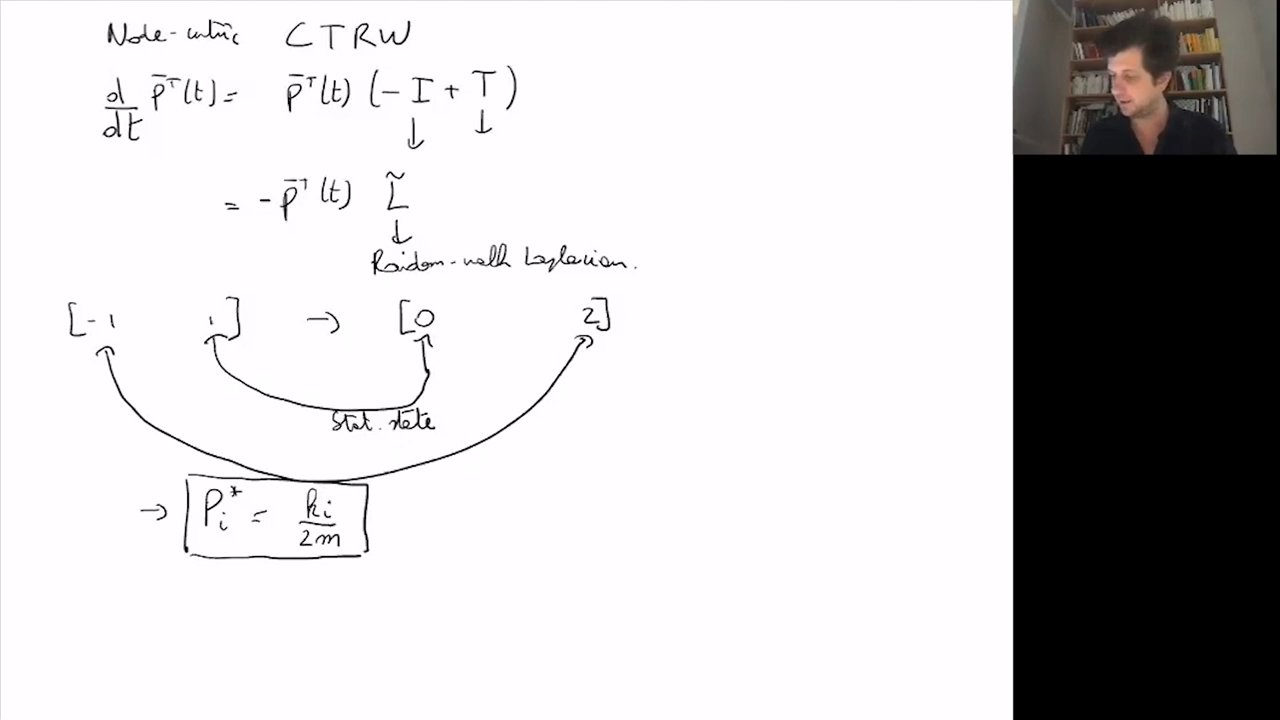 Node-centric CTRW
d/dt p̄ᵀ(t) = p̄ᵀ(t) (- I + T)
= - p̄ᵀ(t) L̃
Random-walk Laplacian.
[-1 1] → [0 2]
Stat. state
→ Pᵢ* = kᵢ/2m